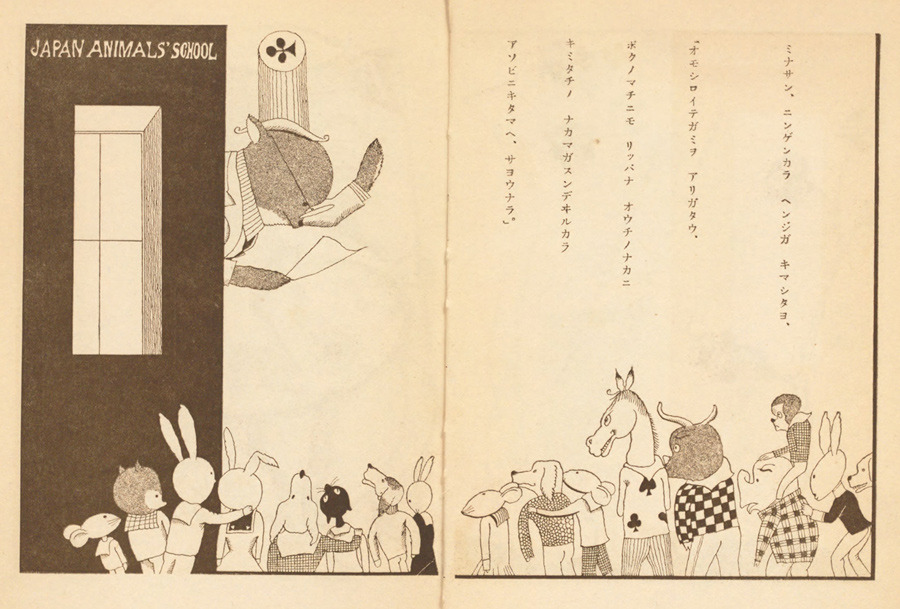 JAPAN ANIMALS' SCHOOL
ミナサン、ニンゲンカラ ヘンジガ キマシタヨ、
「オモシロイテガミヲ アリガタウ、
ボクノマチニモ リッパナ オウチノナカニ
キミタチノ ナカマガスンデヰルカラ
アソビニキタマヘ、サヨウナラ」